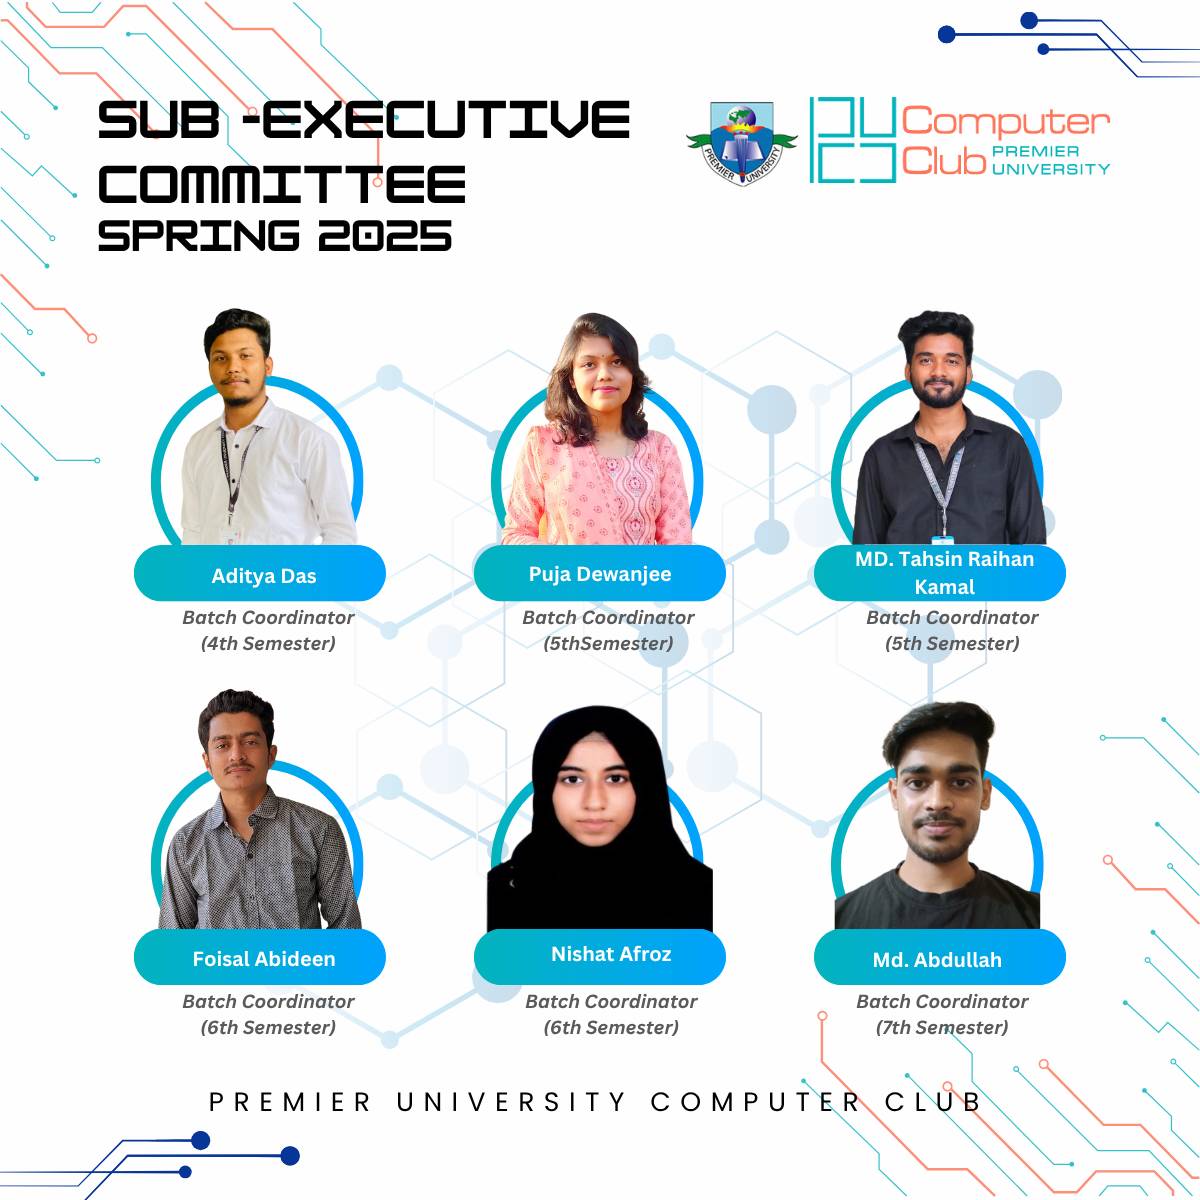 SUB -EXECUTIVE
COMMITTEE
SPRING 2025
PREMIER UNIVERSITY
PUCC
Computer
Club PREMIER
UNIVERSITY
Aditya Das
Batch Coordinator
(4th Semester)
Puja Dewanjee
Batch Coordinator
(5thSemester)
MD. Tahsin Raihan
Kamal
Batch Coordinator
(5th Semester)
Foisal Abideen
Batch Coordinator
(6th Semester)
Nishat Afroz
Batch Coordinator
(6th Semester)
Md. Abdullah
Batch Coordinator
(7th Semester)
PREMIER UNIVERSITY COMPUTER CLUB